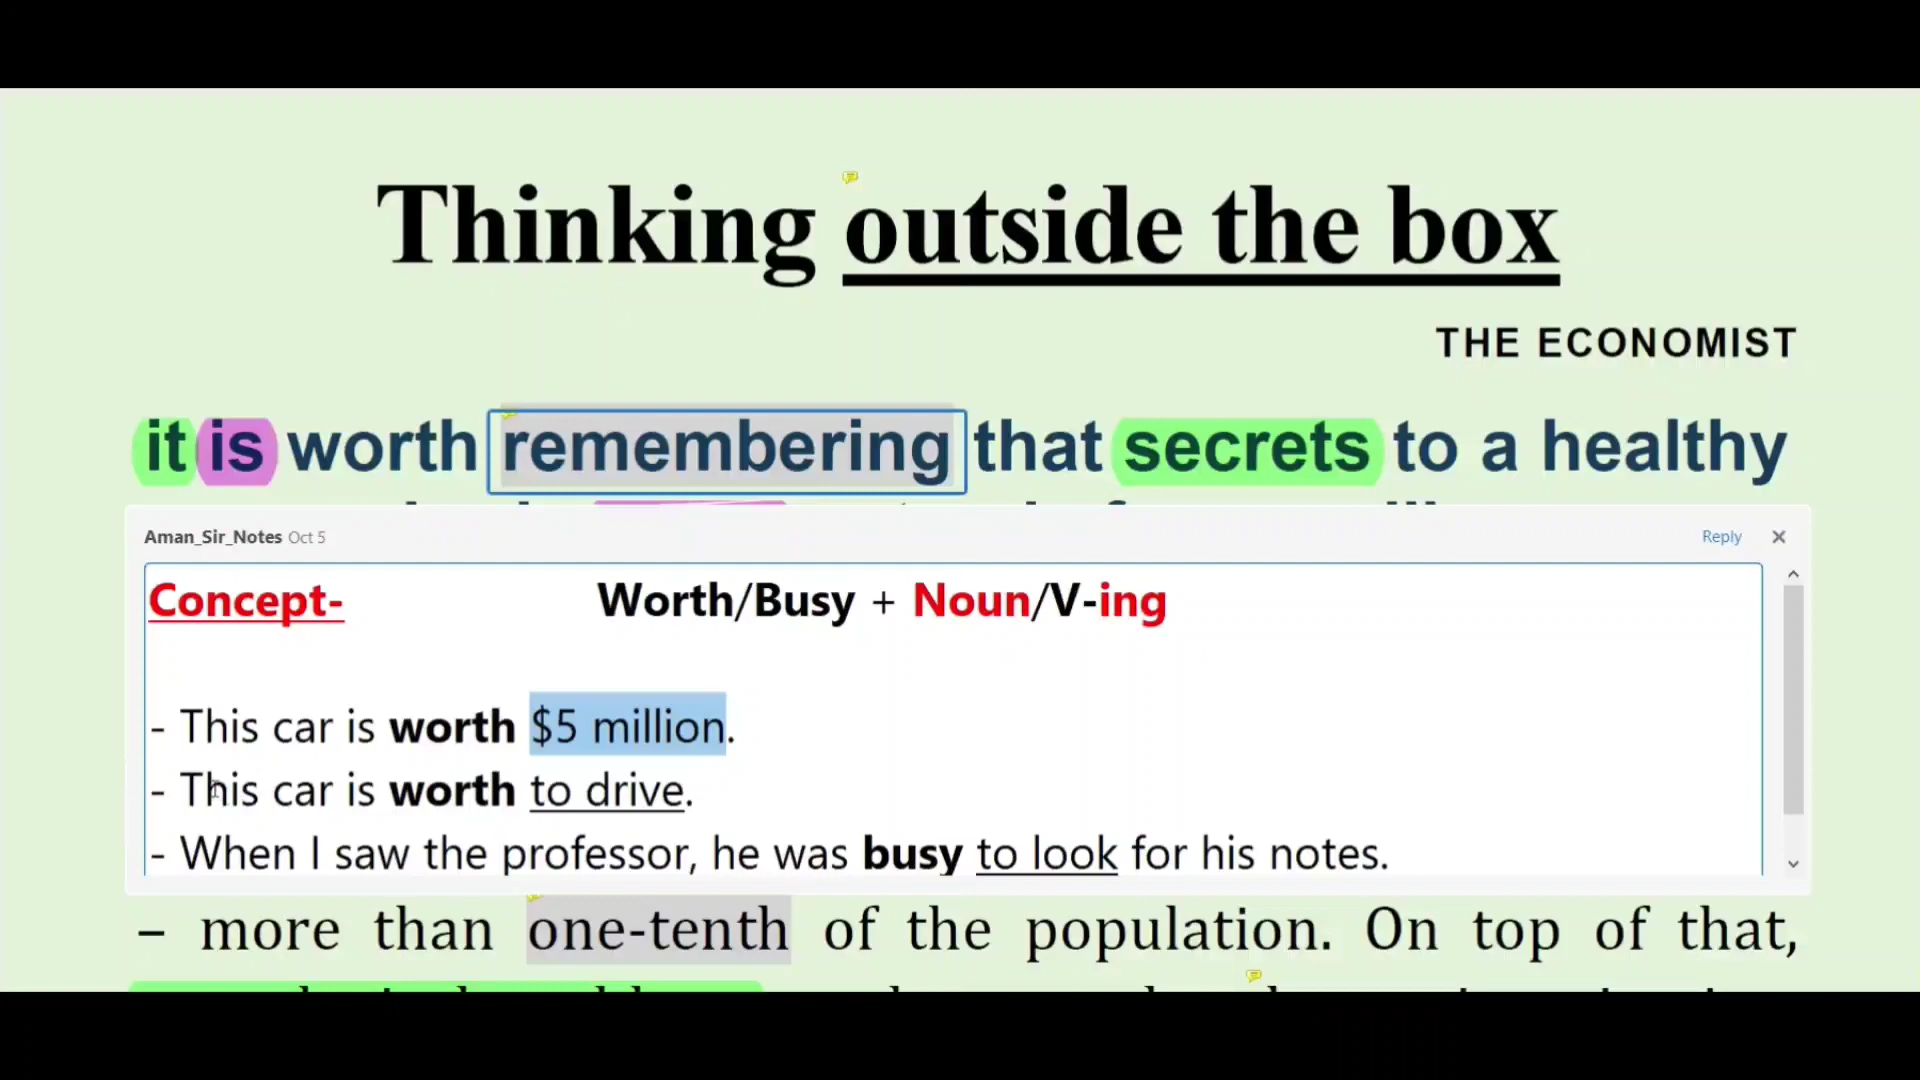 Thinking outside the box
THE ECONOMIST
it is worth remembering that secrets to a healthy
Aman_Sir_Notes Oct 5
Reply
Concept- Worth/Busy + Noun/V-ing
- This car is worth $5 million.
- This car is worth to drive.
- When I saw the professor, he was busy to look for his notes.
– more than one-tenth of the population. On top of that,